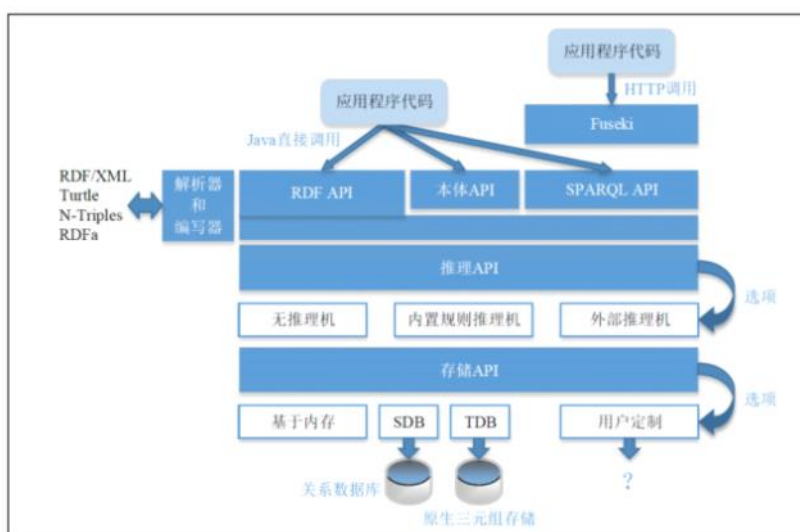 应用程序代码
HTTP调用
应用程序代码
Fuseki
Java直接调用
RDF/XML
Turtle
N-Triples
RDFa
解析器
和
编写器
RDF API
本体API
SPARQL API
推理API
选项
无推理机
内置规则推理机
外部推理机
存储API
选项
基于内存
SDB
TDB
用户定制
关系数据库
原生三元组存储
?